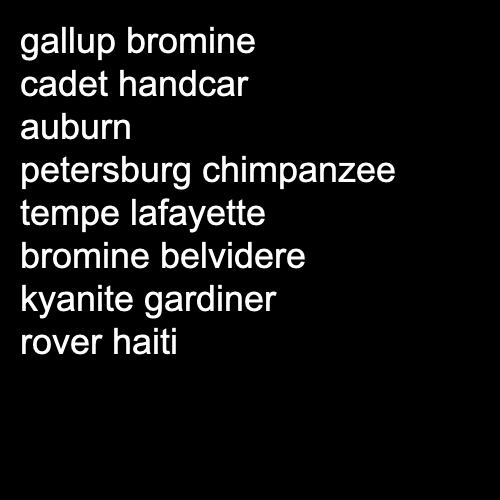 gallup bromine
cadet handcar
auburn
petersburg chimpanzee
tempe lafayette
bromine belvidere
kyanite gardiner
rover haiti